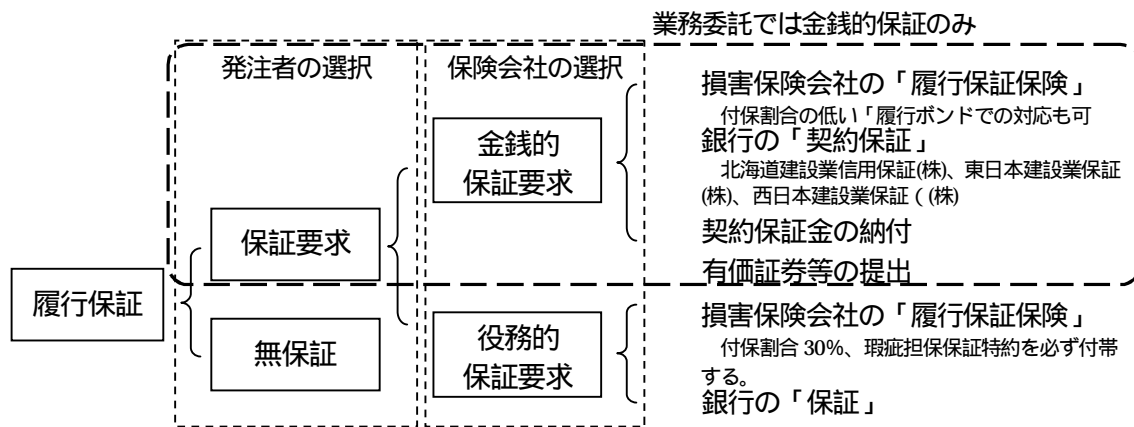 業務委託では金銭的保証のみ
発注者の選択
保険会社の選択
損害保険会社の「履行保証保険」
付保割合の低い「履行ボンドでの対応も可
金銭的
保証要求
銀行の「契約保証」
北海道建設業信用保証(株)、東日本建設業保証
(株)、西日本建設業保証((株)
保証要求
契約保証金の納付
有価証券等の提出
履行保証
無保証
役務的
保証要求
損害保険会社の「履行保証保険」
付保割合 30%、瑕疵担保保証特約を必ず付帯
する。
銀行の「保証」